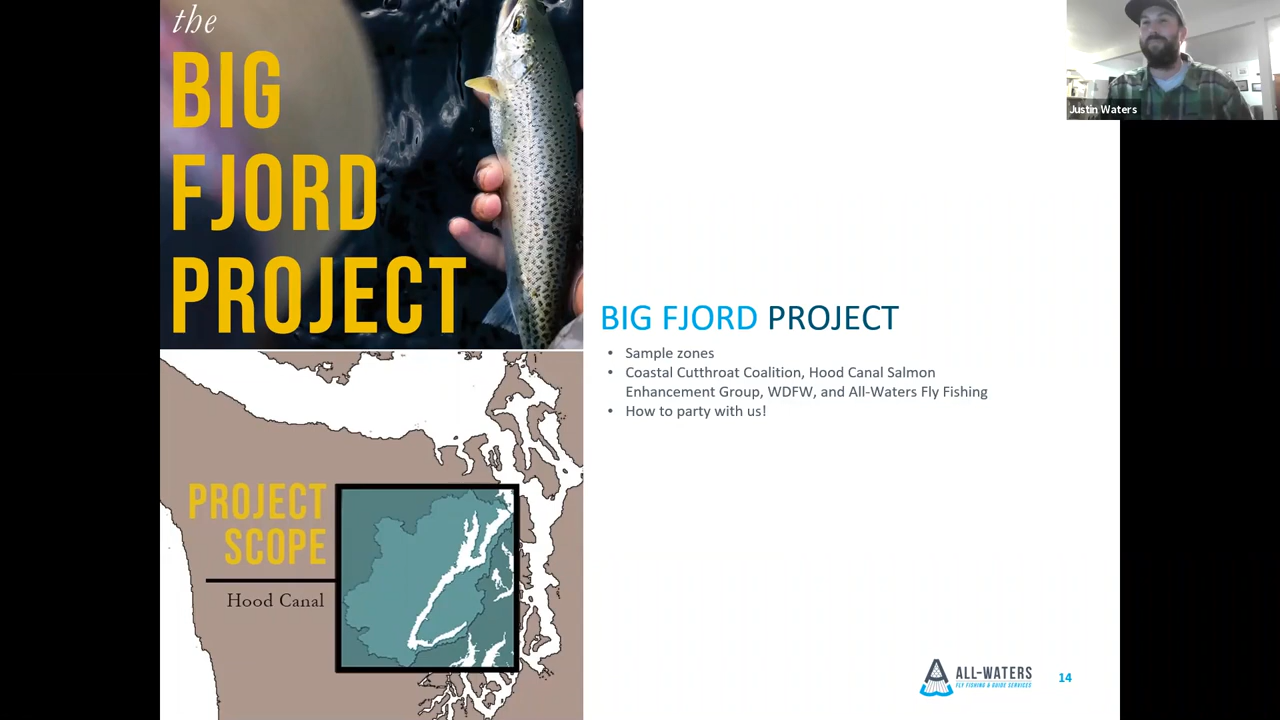 the
BIG
FJORD
PROJECT
PROJECT
SCOPE
Hood Canal
BIG FJORD PROJECT
• Sample zones
• Coastal Cutthroat Coalition, Hood Canal Salmon
Enhancement Group, WDFW, and All-Waters Fly Fishing
• How to party with us!
ALL-WATERS
FLY FISHING & GUIDE SERVICES
14
Justin Waters